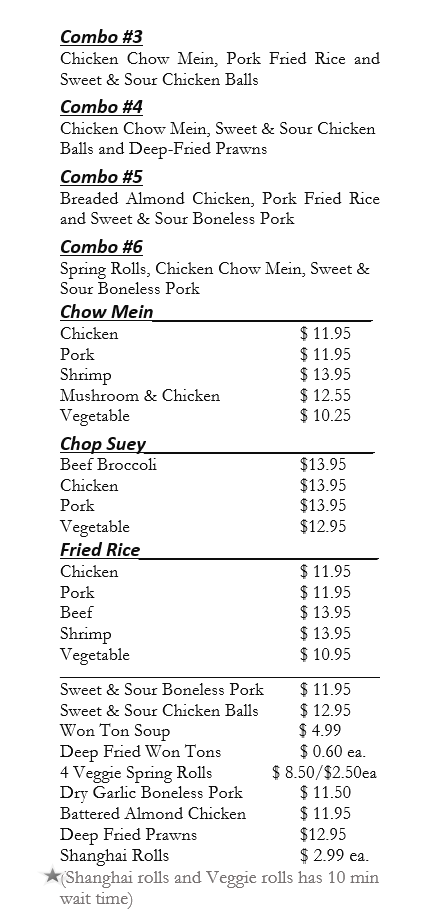 Combo #3
Chicken Chow Mein, Pork Fried Rice and
Sweet & Sour Chicken Balls
Combo #4
Chicken Chow Mein, Sweet & Sour Chicken
Balls and Deep-Fried Prawns
Combo #5
Breaded Almond Chicken, Pork Fried Rice
and Sweet & Sour Boneless Pork
Combo #6
Spring Rolls, Chicken Chow Mein, Sweet &
Sour Boneless Pork
Chow Mein
Chicken $ 11.95
Pork $ 11.95
Shrimp $ 13.95
Mushroom & Chicken $ 12.55
Vegetable $ 10.25
Chop Suey
Beef Broccoli $13.95
Chicken $13.95
Pork $13.95
Vegetable $12.95
Fried Rice
Chicken $ 11.95
Pork $ 11.95
Beef $ 13.95
Shrimp $ 13.95
Vegetable $ 10.95
Sweet & Sour Boneless Pork $ 11.95
Sweet & Sour Chicken Balls $ 12.95
Won Ton Soup $ 4.99
Deep Fried Won Tons $ 0.60 ea.
4 Veggie Spring Rolls $ 8.50/$2.50ea
Dry Garlic Boneless Pork $ 11.50
Battered Almond Chicken $ 11.95
Deep Fried Prawns $12.95
Shanghai Rolls $ 2.99 ea.
(Shanghai rolls and Veggie rolls has 10 min
wait time)